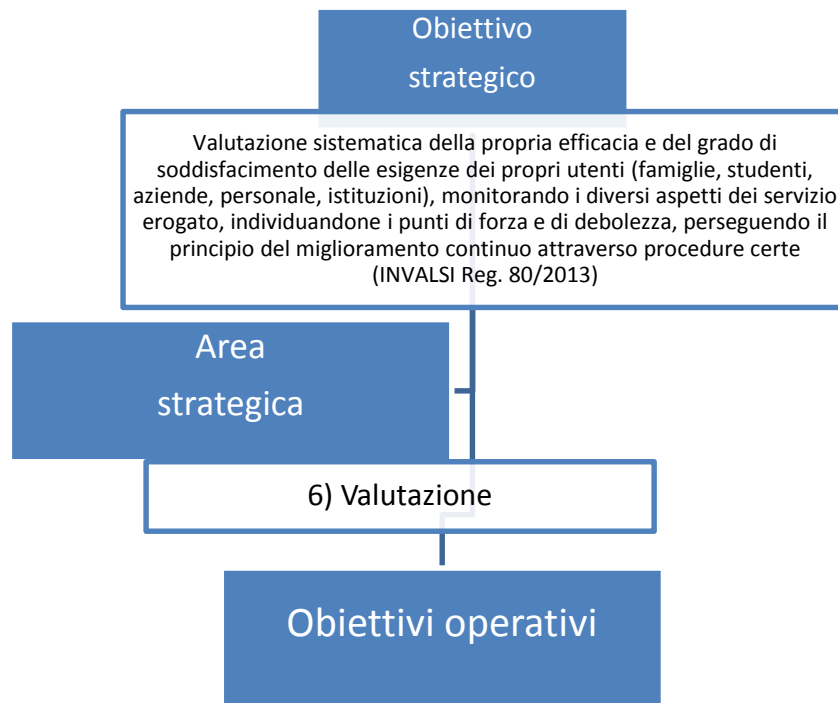 Obiettivo
strategico
Valutazione sistematica della propria efficacia e del grado di
soddisfacimento delle esigenze dei propri utenti (famiglie, studenti,
aziende, personale, istituzioni), monitorando i diversi aspetti dei servizio
erogato, individuandone i punti di forza e di debolezza, perseguendo il
principio del miglioramento continuo attraverso procedure certe
(INVALSI Reg. 80/2013)
Area
strategica
6) Valutazione
Obiettivi operativi